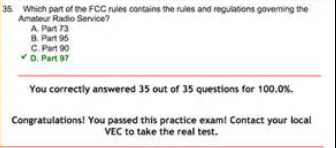 35. Which part of the FCC rules contains the rules and regulations governing the
Amateur Radio Service?
A. Part 73
B. Part 95
C. Part 90
✔ D. Part 97
You correctly answered 35 out of 35 questions for 100.0%.
Congratulations! You passed this practice exam! Contact your local
VEC to take the real test.